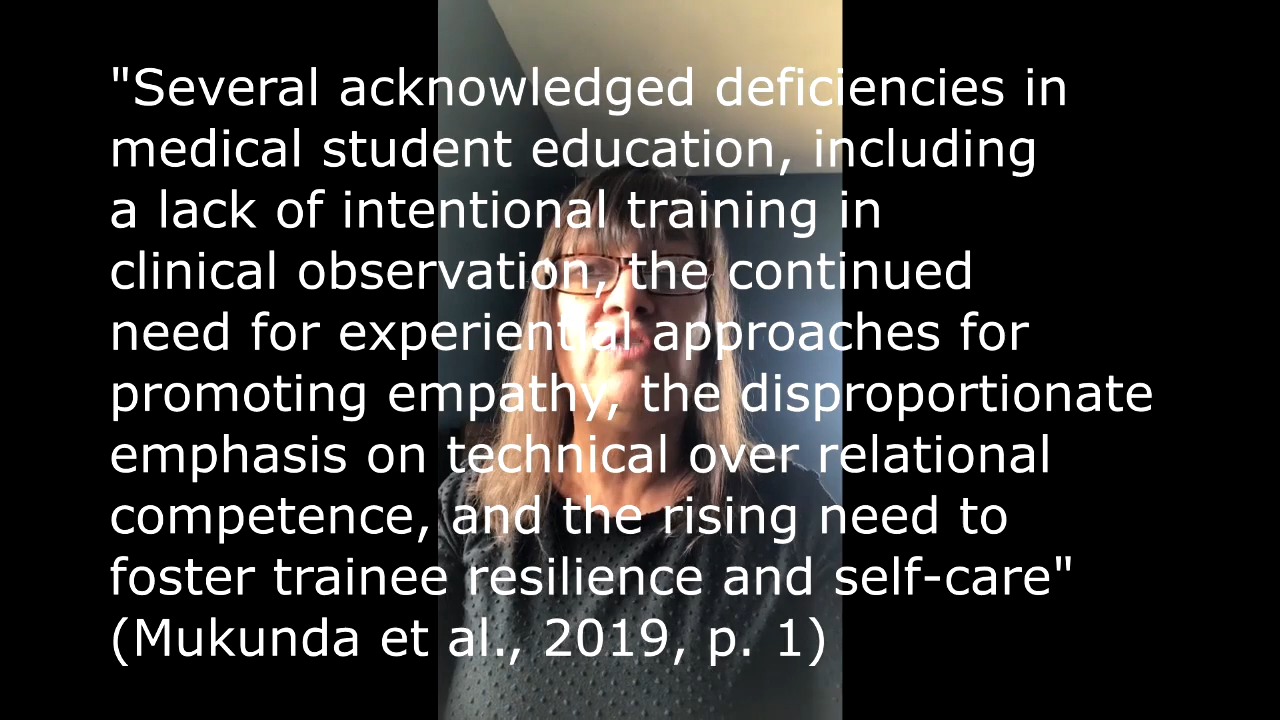 "Several acknowledged deficiencies in
medical student education, including
a lack of intentional training in
clinical observation, the continued
need for experiential approaches for
promoting empathy, the disproportionate
emphasis on technical over relational
competence, and the rising need to
foster trainee resilience and self-care"
(Mukunda et al., 2019, p. 1)